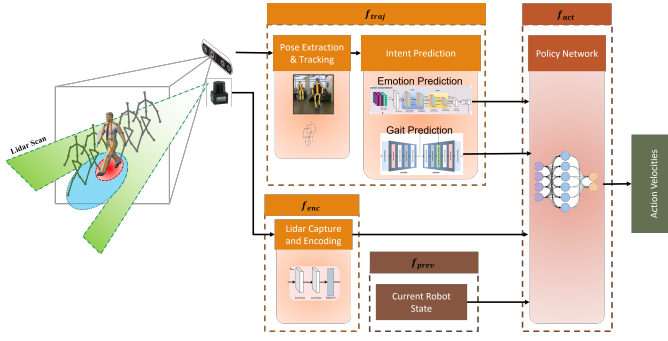 f_traj
f_act
Pose Extraction
& Tracking
Intent Prediction
Policy Network
Emotion Prediction
Gait Prediction
Lidar Scan
Action Velocities
f_enc
Lidar Capture
and Encoding
f_prev
Current Robot
State